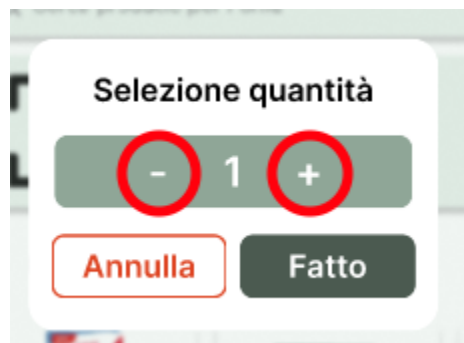 Selezione quantità
- 1 +
Annulla Fatto